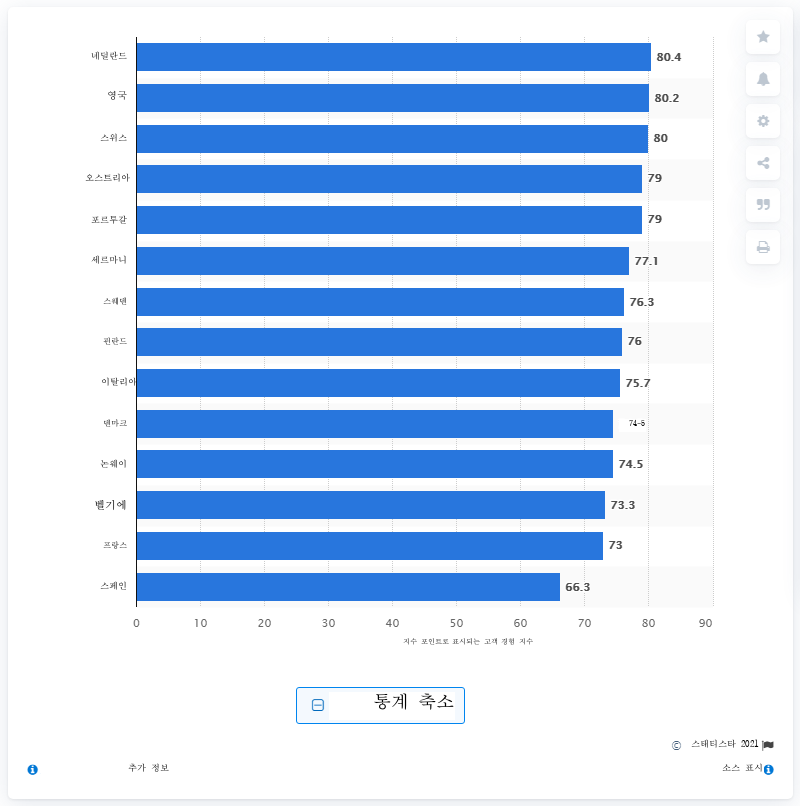 네덜란드 80.4
영국 80.2
스위스 80
오스트리아 79
포르투갈 79
세르마니 77.1
스웨덴 76.3
핀란드 76
이탈리아 75.7
덴마크 74-5
논웨이 74.5
벨기에 73.3
프랑스 73
스페인 66.3
0 10 20 30 40 50 60 70 80 90
지수 포인트로 표시되는 고객 경험 지수
통계 축소
© 스태티스타 2021
추가 정보 소스 표시